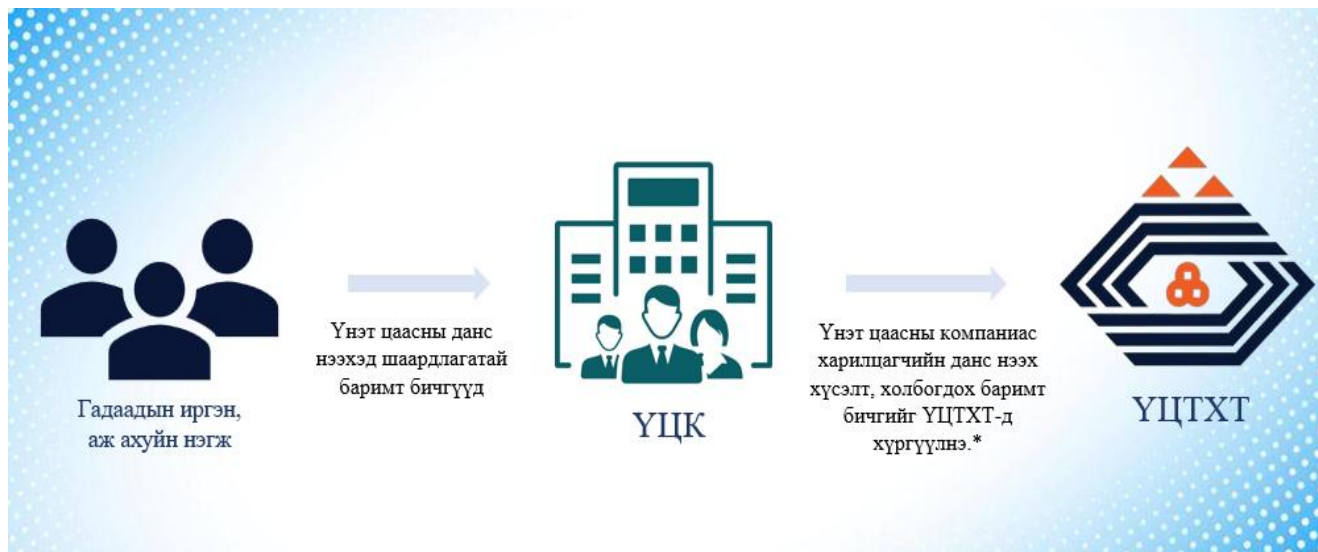 Гадаадын иргэн,
аж ахуйн нэгж
Үнэт цаасны данс
нээхэд шаардлагатай
баримт бичгүүд
ҮЦК
Үнэт цаасны компаниас
харилцагчийн данс нээх
хүсэлт, холбогдох баримт
бичгийг ҮЦТХТ-д
хүргүүлнэ.*
ҮЦТХТ